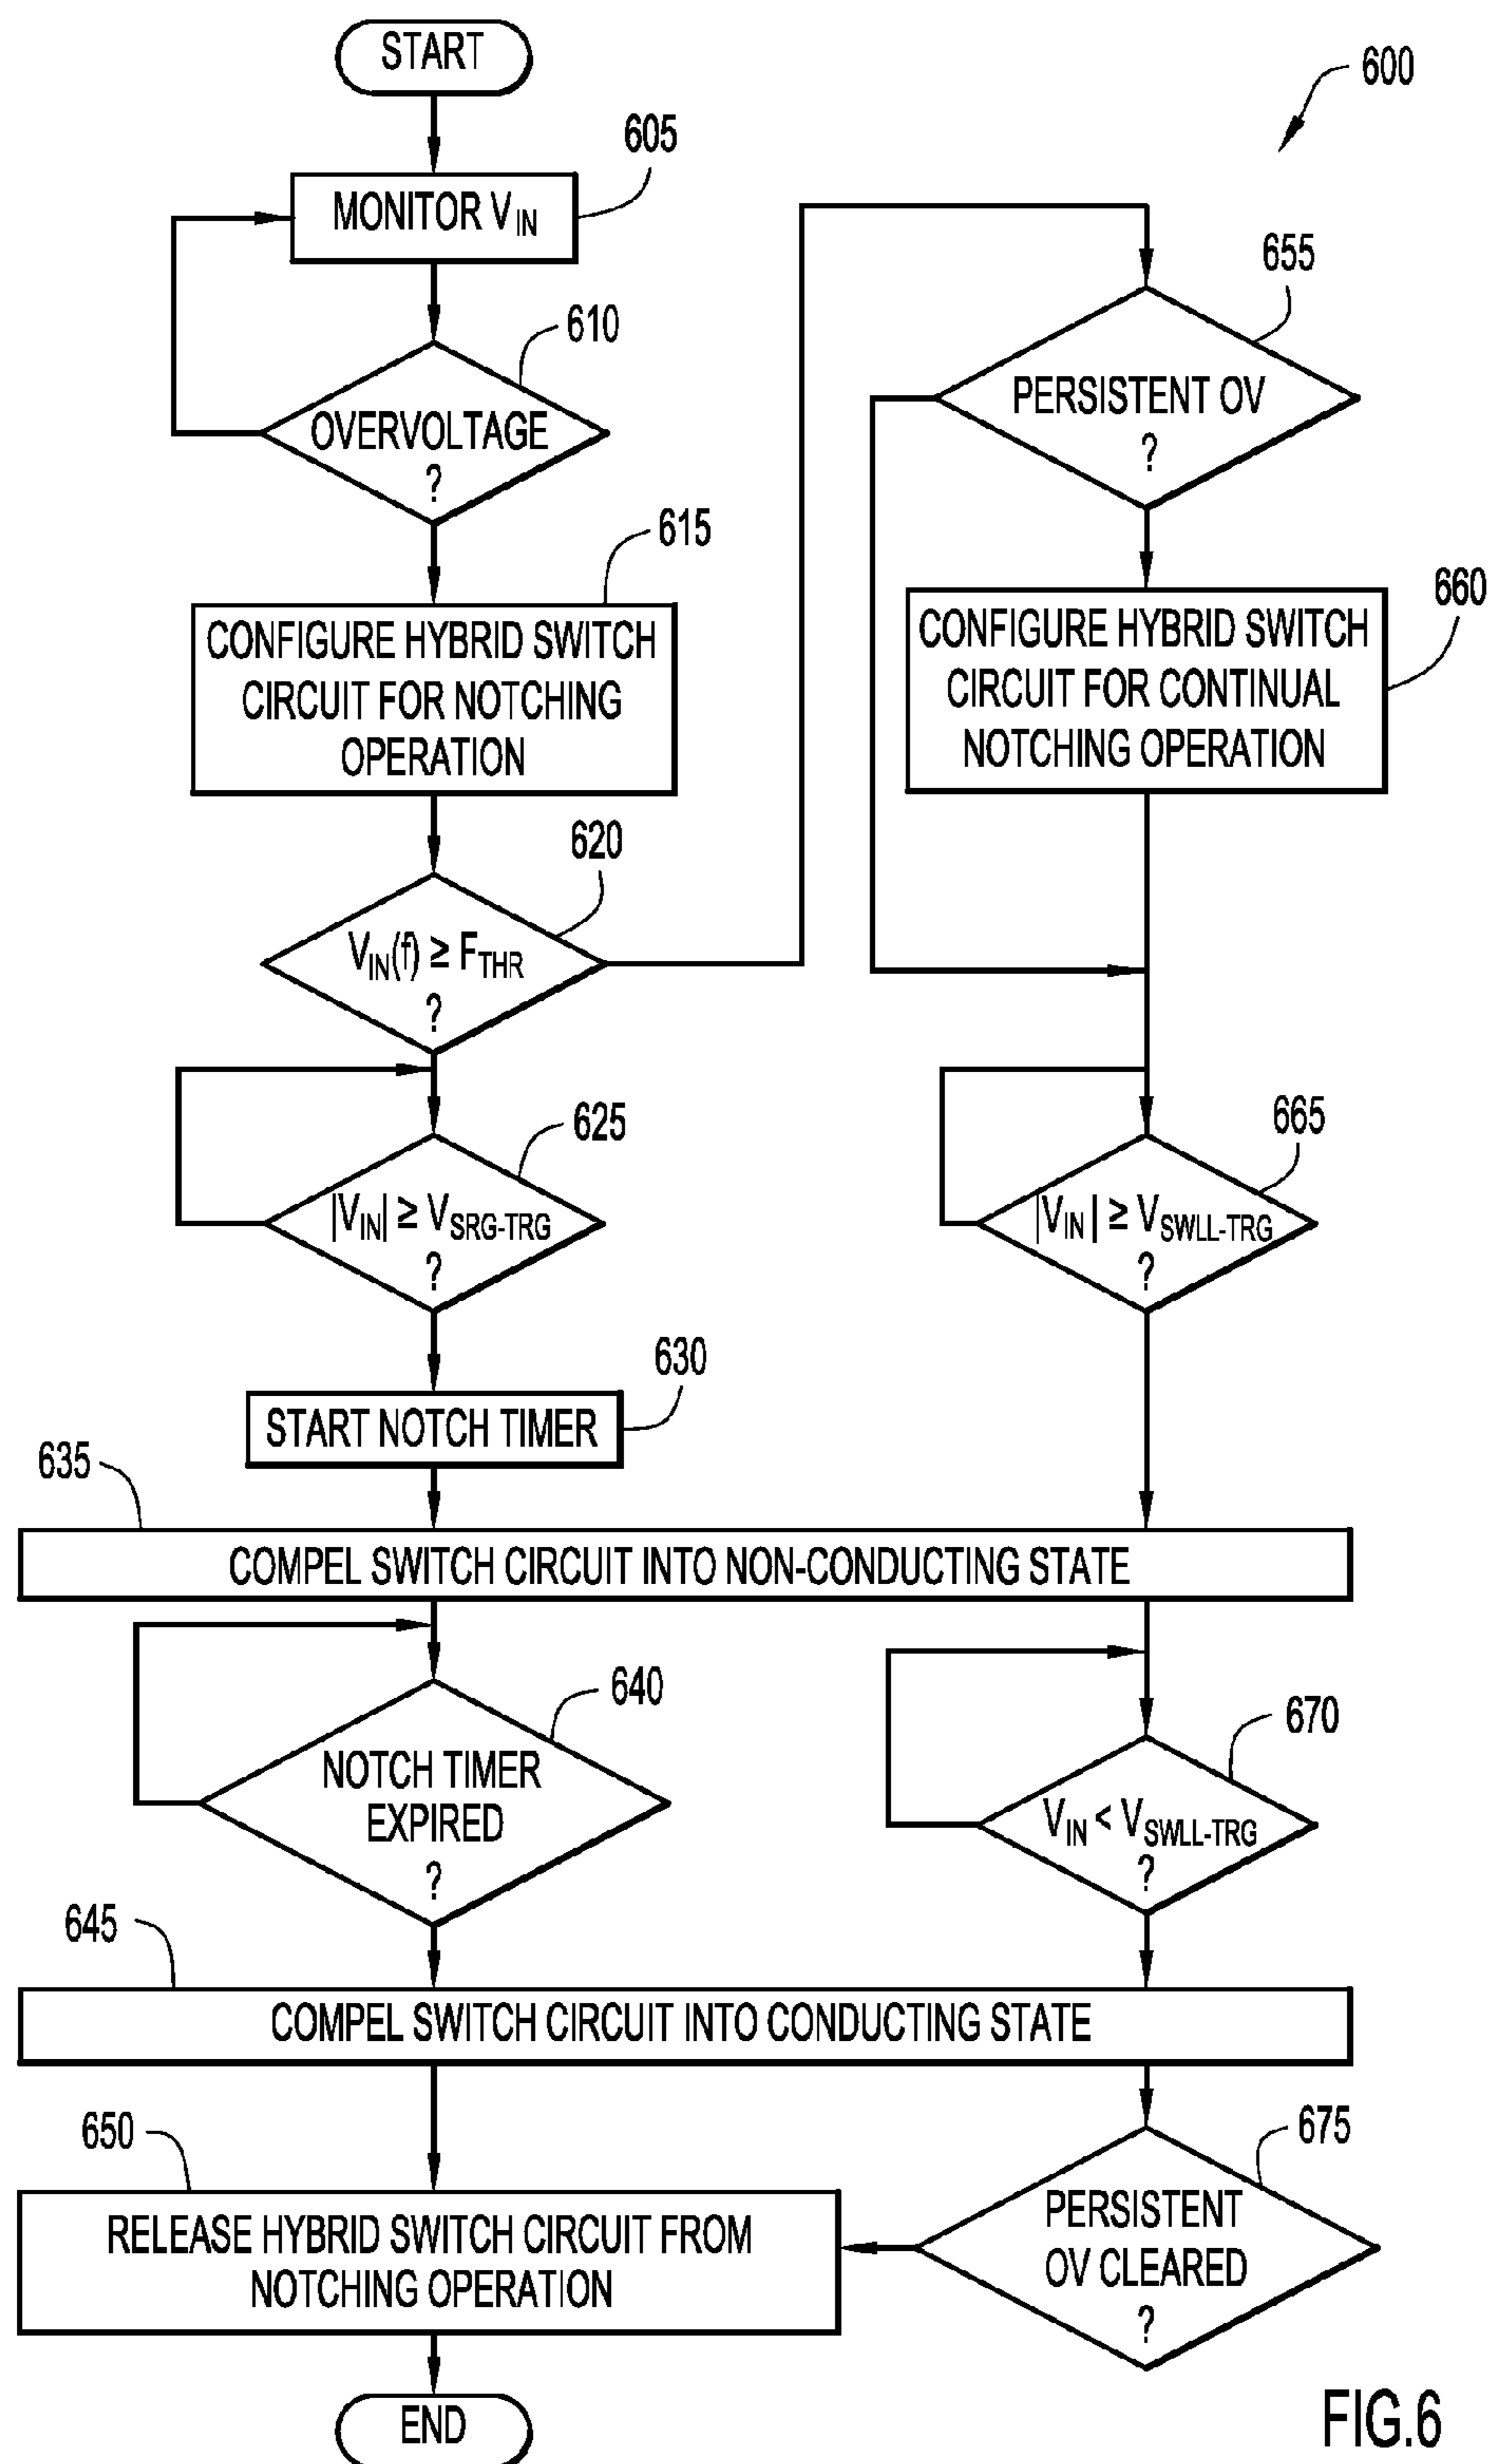 START
600
605
MONITOR VIN
655
610
OVERVOLTAGE
?
PERSISTENT OV
?
615
CONFIGURE HYBRID SWITCH
CIRCUIT FOR NOTCHING
OPERATION
660
CONFIGURE HYBRID SWITCH
CIRCUIT FOR CONTINUAL
NOTCHING OPERATION
620
VIN(f) ≥ FTHR
?
625
|VIN| ≥ VSRG-TRG
?
665
|VIN| ≥ VSWLL-TRG
?
630
START NOTCH TIMER
635
COMPEL SWITCH CIRCUIT INTO NON-CONDUCTING STATE
640
NOTCH TIMER
EXPIRED
?
670
VIN < VSWLL-TRG
?
645
COMPEL SWITCH CIRCUIT INTO CONDUCTING STATE
650
RELEASE HYBRID SWITCH CIRCUIT FROM
NOTCHING OPERATION
675
PERSISTENT
OV CLEARED
?
END
FIG.6